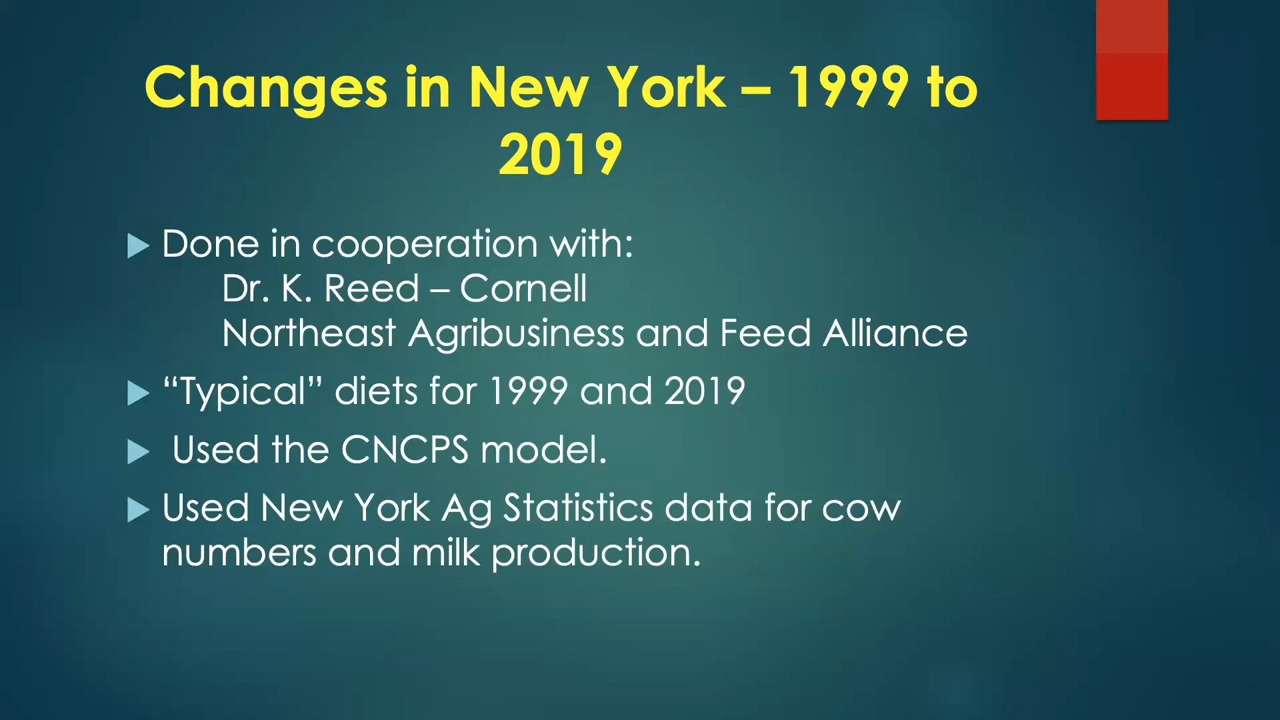 Changes in New York – 1999 to
2019
Done in cooperation with:
Dr. K. Reed – Cornell
Northeast Agribusiness and Feed Alliance
“Typical” diets for 1999 and 2019
Used the CNCPS model.
Used New York Ag Statistics data for cow
numbers and milk production.